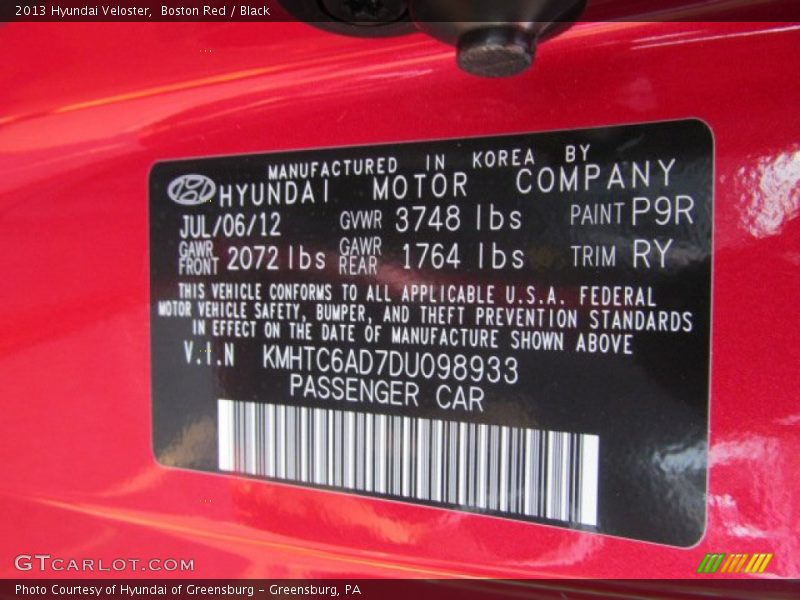 2013 Hyundai Veloster, Boston Red / Black
MANUFACTURED IN KOREA BY
HYUNDAI MOTOR COMPANY
JUL/06/12 GVWR 3748 lbs PAINT P9R
GAWR FRONT 2072 lbs GAWR REAR 1764 lbs TRIM RY
THIS VEHICLE CONFORMS TO ALL APPLICABLE U.S.A. FEDERAL
MOTOR VEHICLE SAFETY, BUMPER, AND THEFT PREVENTION STANDARDS
IN EFFECT ON THE DATE OF MANUFACTURE SHOWN ABOVE
V.I.N KMHTC6AD7DU098933
PASSENGER CAR
GTCARLOT.COM
Photo Courtesy of Hyundai of Greensburg - Greensburg, PA